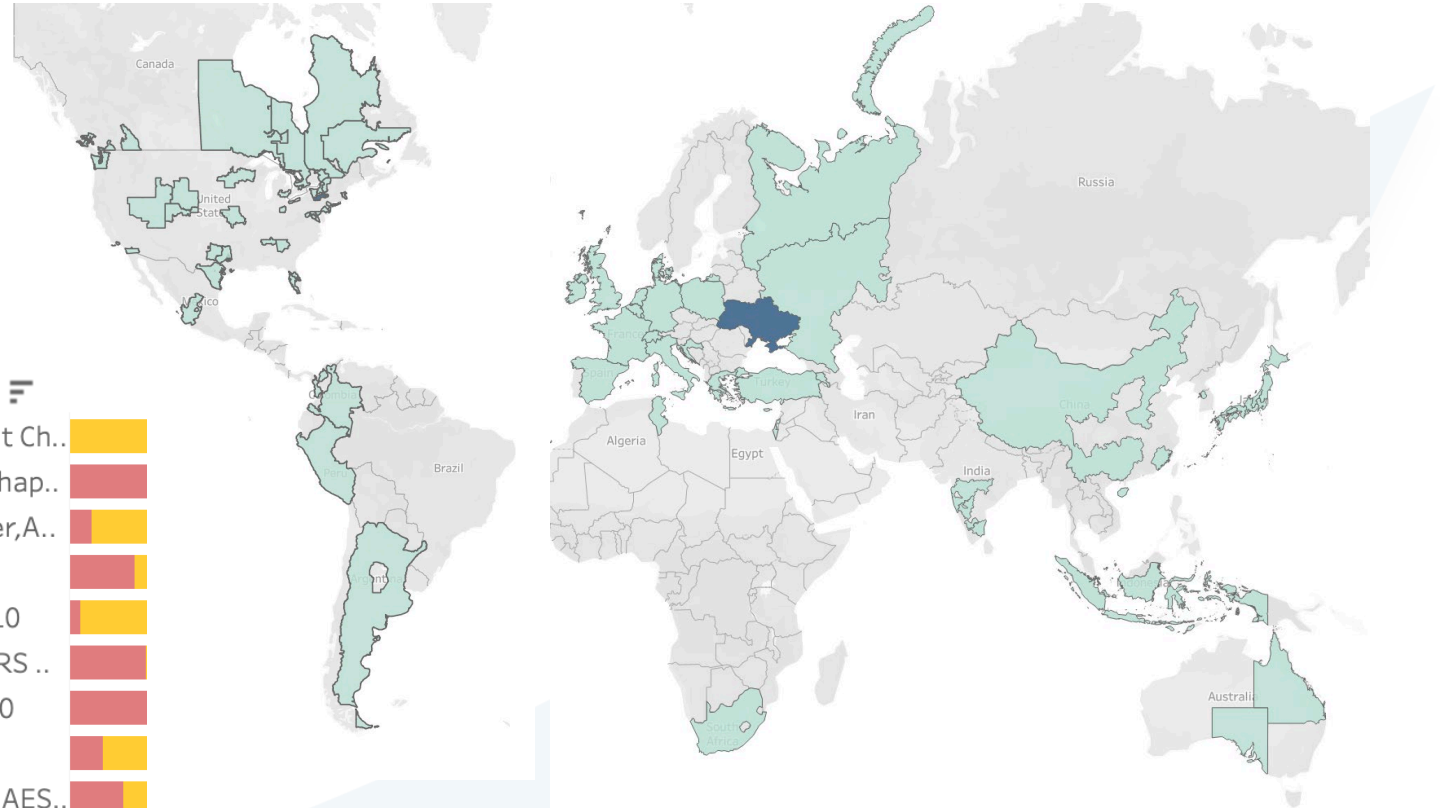 Canada
United
States
Mexico
Colombia
Peru
Brazil
Argentina
t Ch..
hap..
er,A..
10
RS ..
0
AES..
Russia
France
Spain
Turkey
Algeria
Egypt
Iran
India
China
South
Africa
Australia